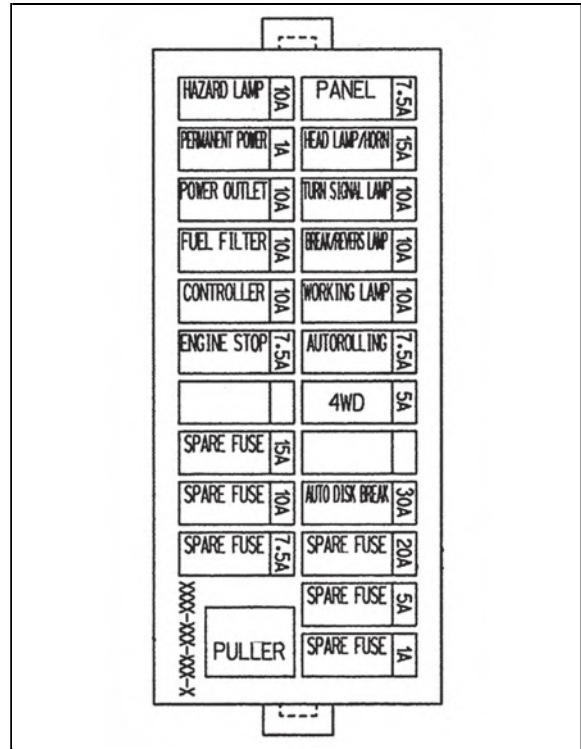 HAZARD LAMP 10A PANEL 7.5A
PERMANENT POWER 1A HEAD LAMP/HORN 15A
POWER OUTLET 10A TURN SIGNAL LAMP 10A
FUEL FILTER 10A BREAK/REVERS LAMP 10A
CONTROLLER 10A WORKING LAMP 10A
ENGINE STOP 7.5A AUTOROLLING 7.5A
4WD 5A
SPARE FUSE 15A
SPARE FUSE 10A AUTO DISK BREAK 30A
SPARE FUSE 7.5A SPARE FUSE 20A
SPARE FUSE 5A
XXXX-XXX-XXX-X PULLER SPARE FUSE 1A